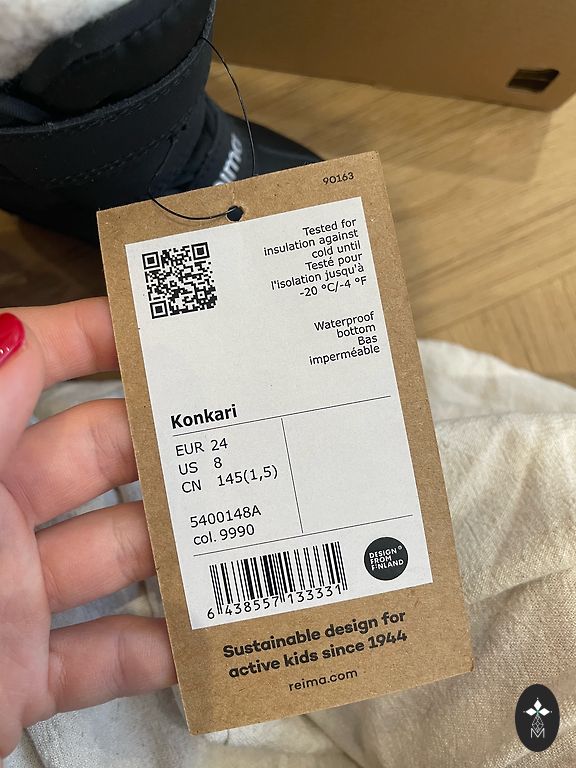 90163
Tested for
insulation against
cold until
Testé pour
l'isolation jusqu'à
-20 °C/-4 °F
Waterproof
bottom
Bas
imperméable
Konkari
EUR 24
US 8
CN 145(1,5)
5400148A
col. 9990
6 438557 133331
DESIGN
FROM
FINLAND
Sustainable design for
active kids since 1944
reima.com